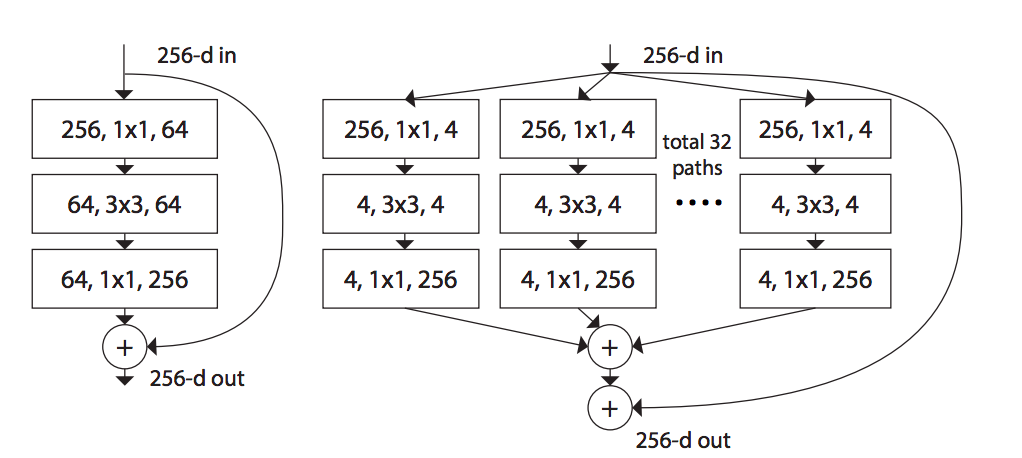 256-d in
256, 1x1, 64
64, 3x3, 64
64, 1x1, 256
+
256-d out
256-d in
256, 1x1, 4
256, 1x1, 4
total 32
paths
256, 1x1, 4
4, 3x3, 4
4, 3x3, 4
....
4, 3x3, 4
4, 1x1, 256
4, 1x1, 256
4, 1x1, 256
+
+
256-d out